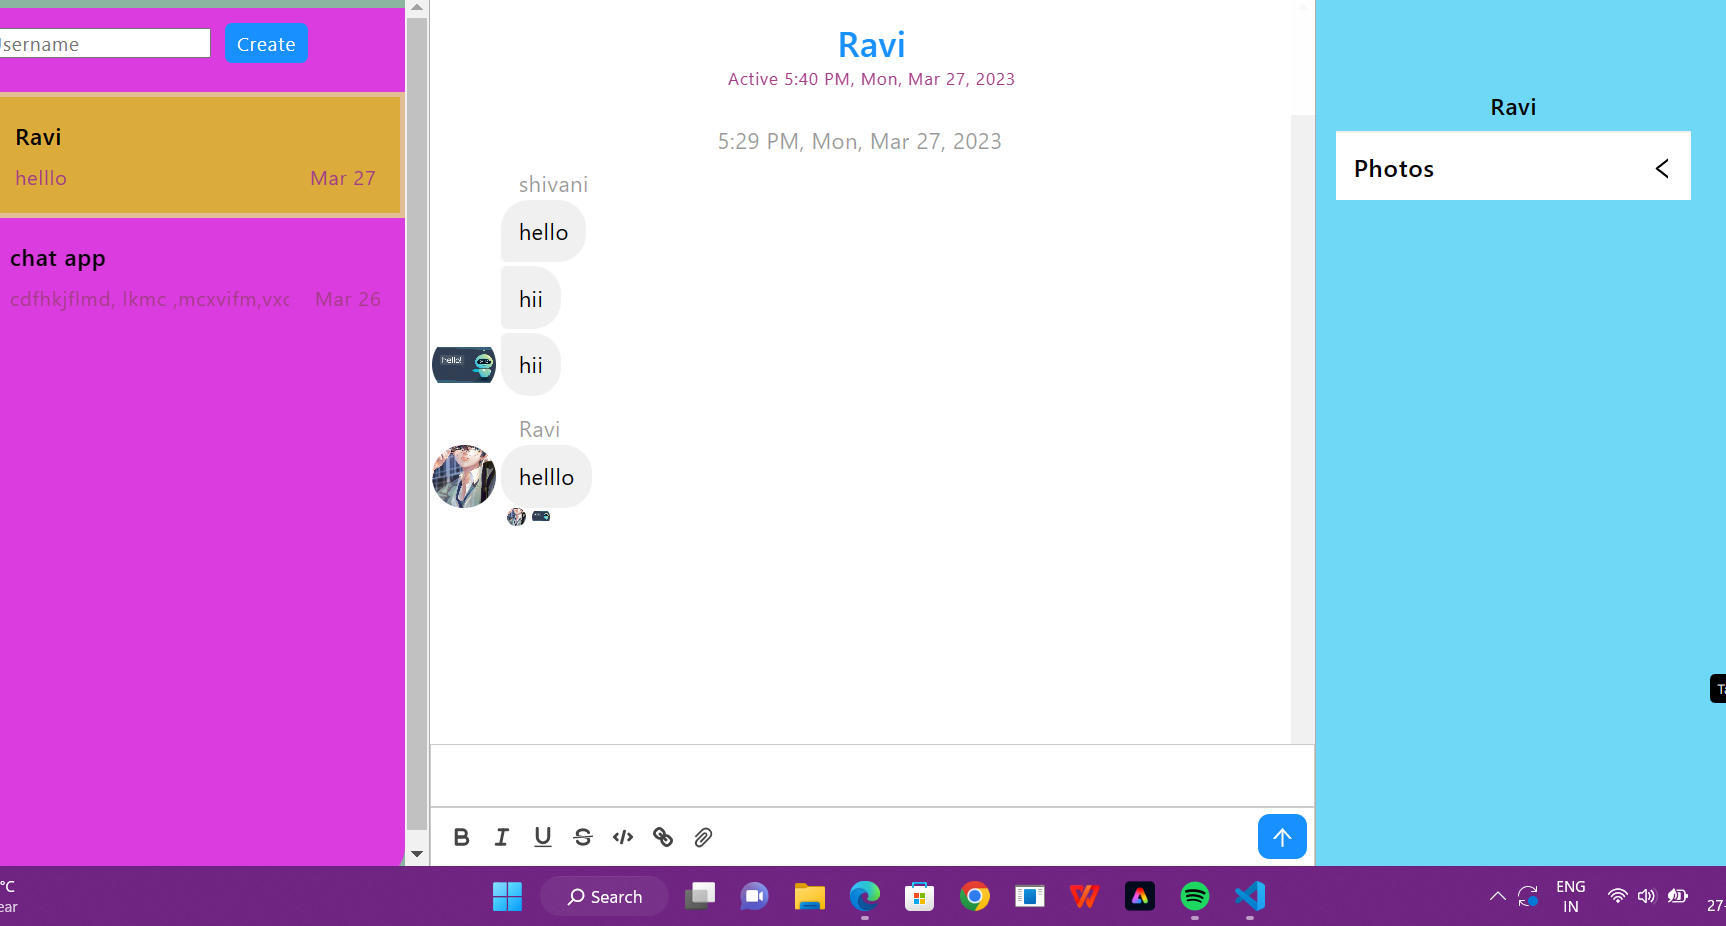 sername
Create
Ravi
helllo
Mar 27
chat app
cdfhkjflmd, lkmc ,mcxvifm,vxc
Mar 26
Ravi
Active 5:40 PM, Mon, Mar 27, 2023
5:29 PM, Mon, Mar 27, 2023
shivani
hello
hii
hello!
hii
Ravi
helllo
B I U S
Ravi
Photos
Ta
°C
ear
Search
ENG
IN
27-